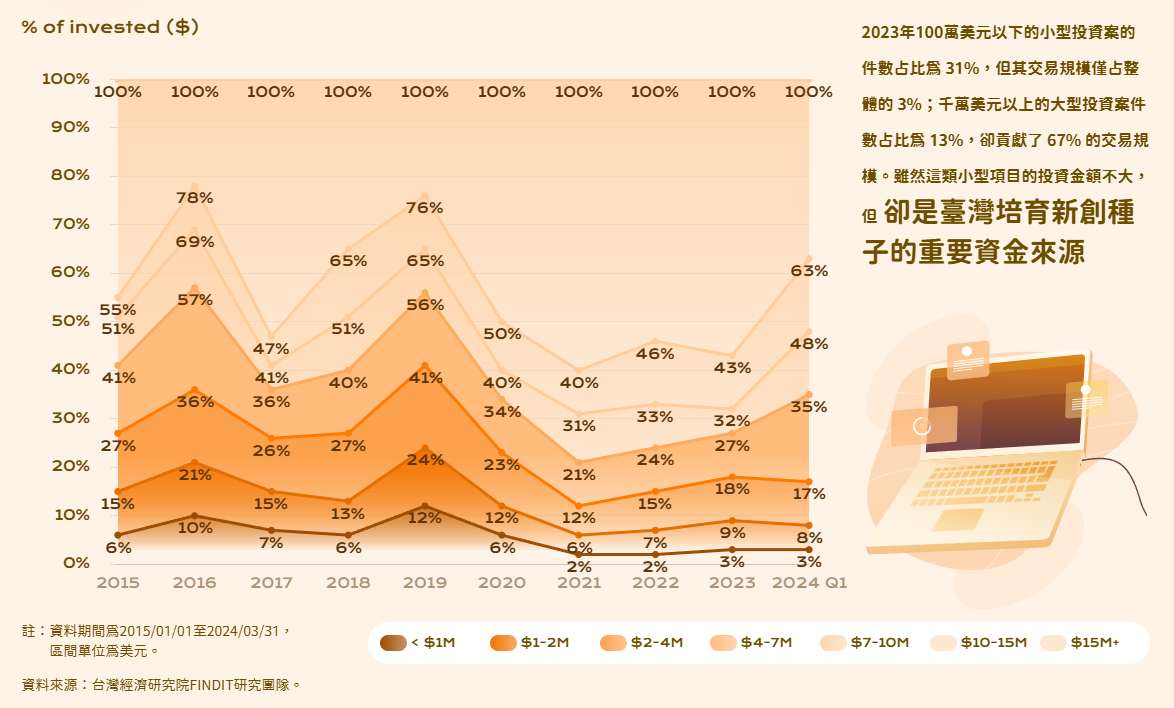 % of invested ($)
100%
90%
80%
70%
60%
50%
40%
30%
20%
10%
0%
100% 100% 100% 100% 100% 100% 100% 100% 100% 100%
55% 78% 47% 65% 76% 50% 40% 46% 43% 63%
51% 69% 41% 51% 65% 40% 31% 33% 32% 48%
41% 57% 36% 40% 56% 34% 21% 24% 27% 35%
27% 36% 26% 27% 41% 23% 12% 15% 18% 17%
15% 21% 15% 13% 24% 12% 6% 7% 9% 8%
6% 10% 7% 6% 12% 6% 2% 2% 3% 3%
2015 2016 2017 2018 2019 2020 2021 2022 2023 2024 Q1
2023年100萬美元以下的小型投資案的
件數占比爲 31%，但其交易規模僅占整
體的 3%；千萬美元以上的大型投資案件
數占比爲 13%，卻貢獻了 67% 的交易規
模。雖然這類小型項目的投資金額不大，
但 卻是臺灣培育新創種
子的重要資金來源
註：資料期間爲2015/01/01至2024/03/31，
區間單位爲美元。
資料來源：台灣經濟研究院FINDIT研究團隊。
< $1M $1-2M $2-4M $4-7M $7-10M $10-15M $15M+